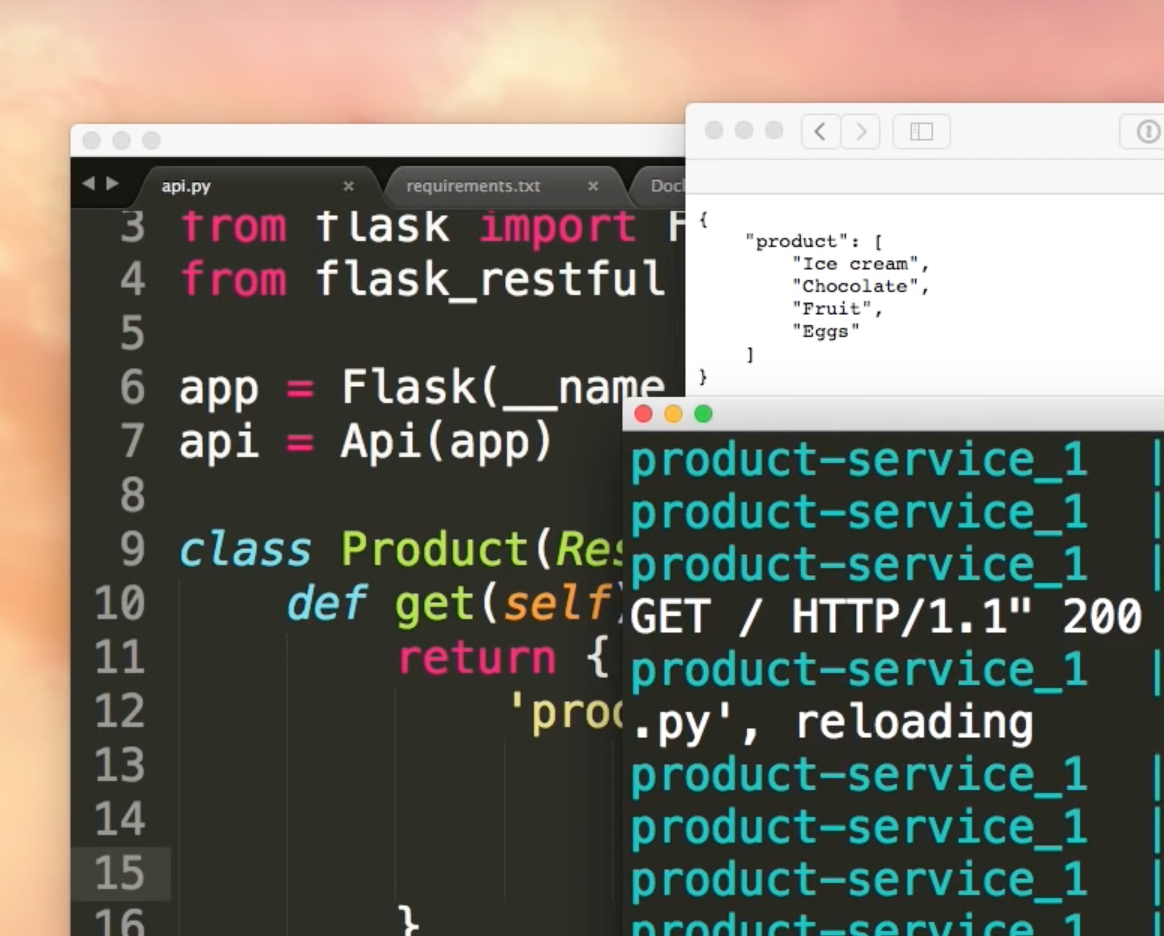 api.py
requirements.txt
3 from flask import F
4 from flask_restful
5
6 app = Flask(__name
7 api = Api(app)
8
9 class Product(Res
10 def get(self)
11 return {
12 'prod
13
14
15
16 }
{
"product": [
"Ice cream",
"Chocolate",
"Fruit",
"Eggs"
]
}
product-service_1 |
product-service_1 |
product-service_1 |
GET / HTTP/1.1" 200
product-service_1 |
.py', reloading
product-service_1 |
product-service_1 |
product-service_1 |
product-service_1 |